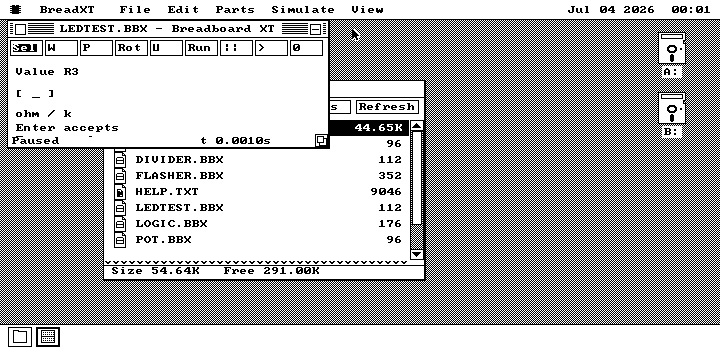 BreadXT File Edit Parts Simulate View Jul 04 2026 00:01
LEDTEST.BBX - Breadboard XT
Sel W P Rot U Run :: > 0
Value R3
[ _ ]
ohm / k
Enter accepts
Paused t 0.0010s
s Refresh
44.65K
96
DIVIDER.BBX 112
FLASHER.BBX 352
HELP.TXT 9046
LEDTEST.BBX 112
LOGIC.BBX 176
POT.BBX 96
Size 54.64K Free 291.00K
A:
B: